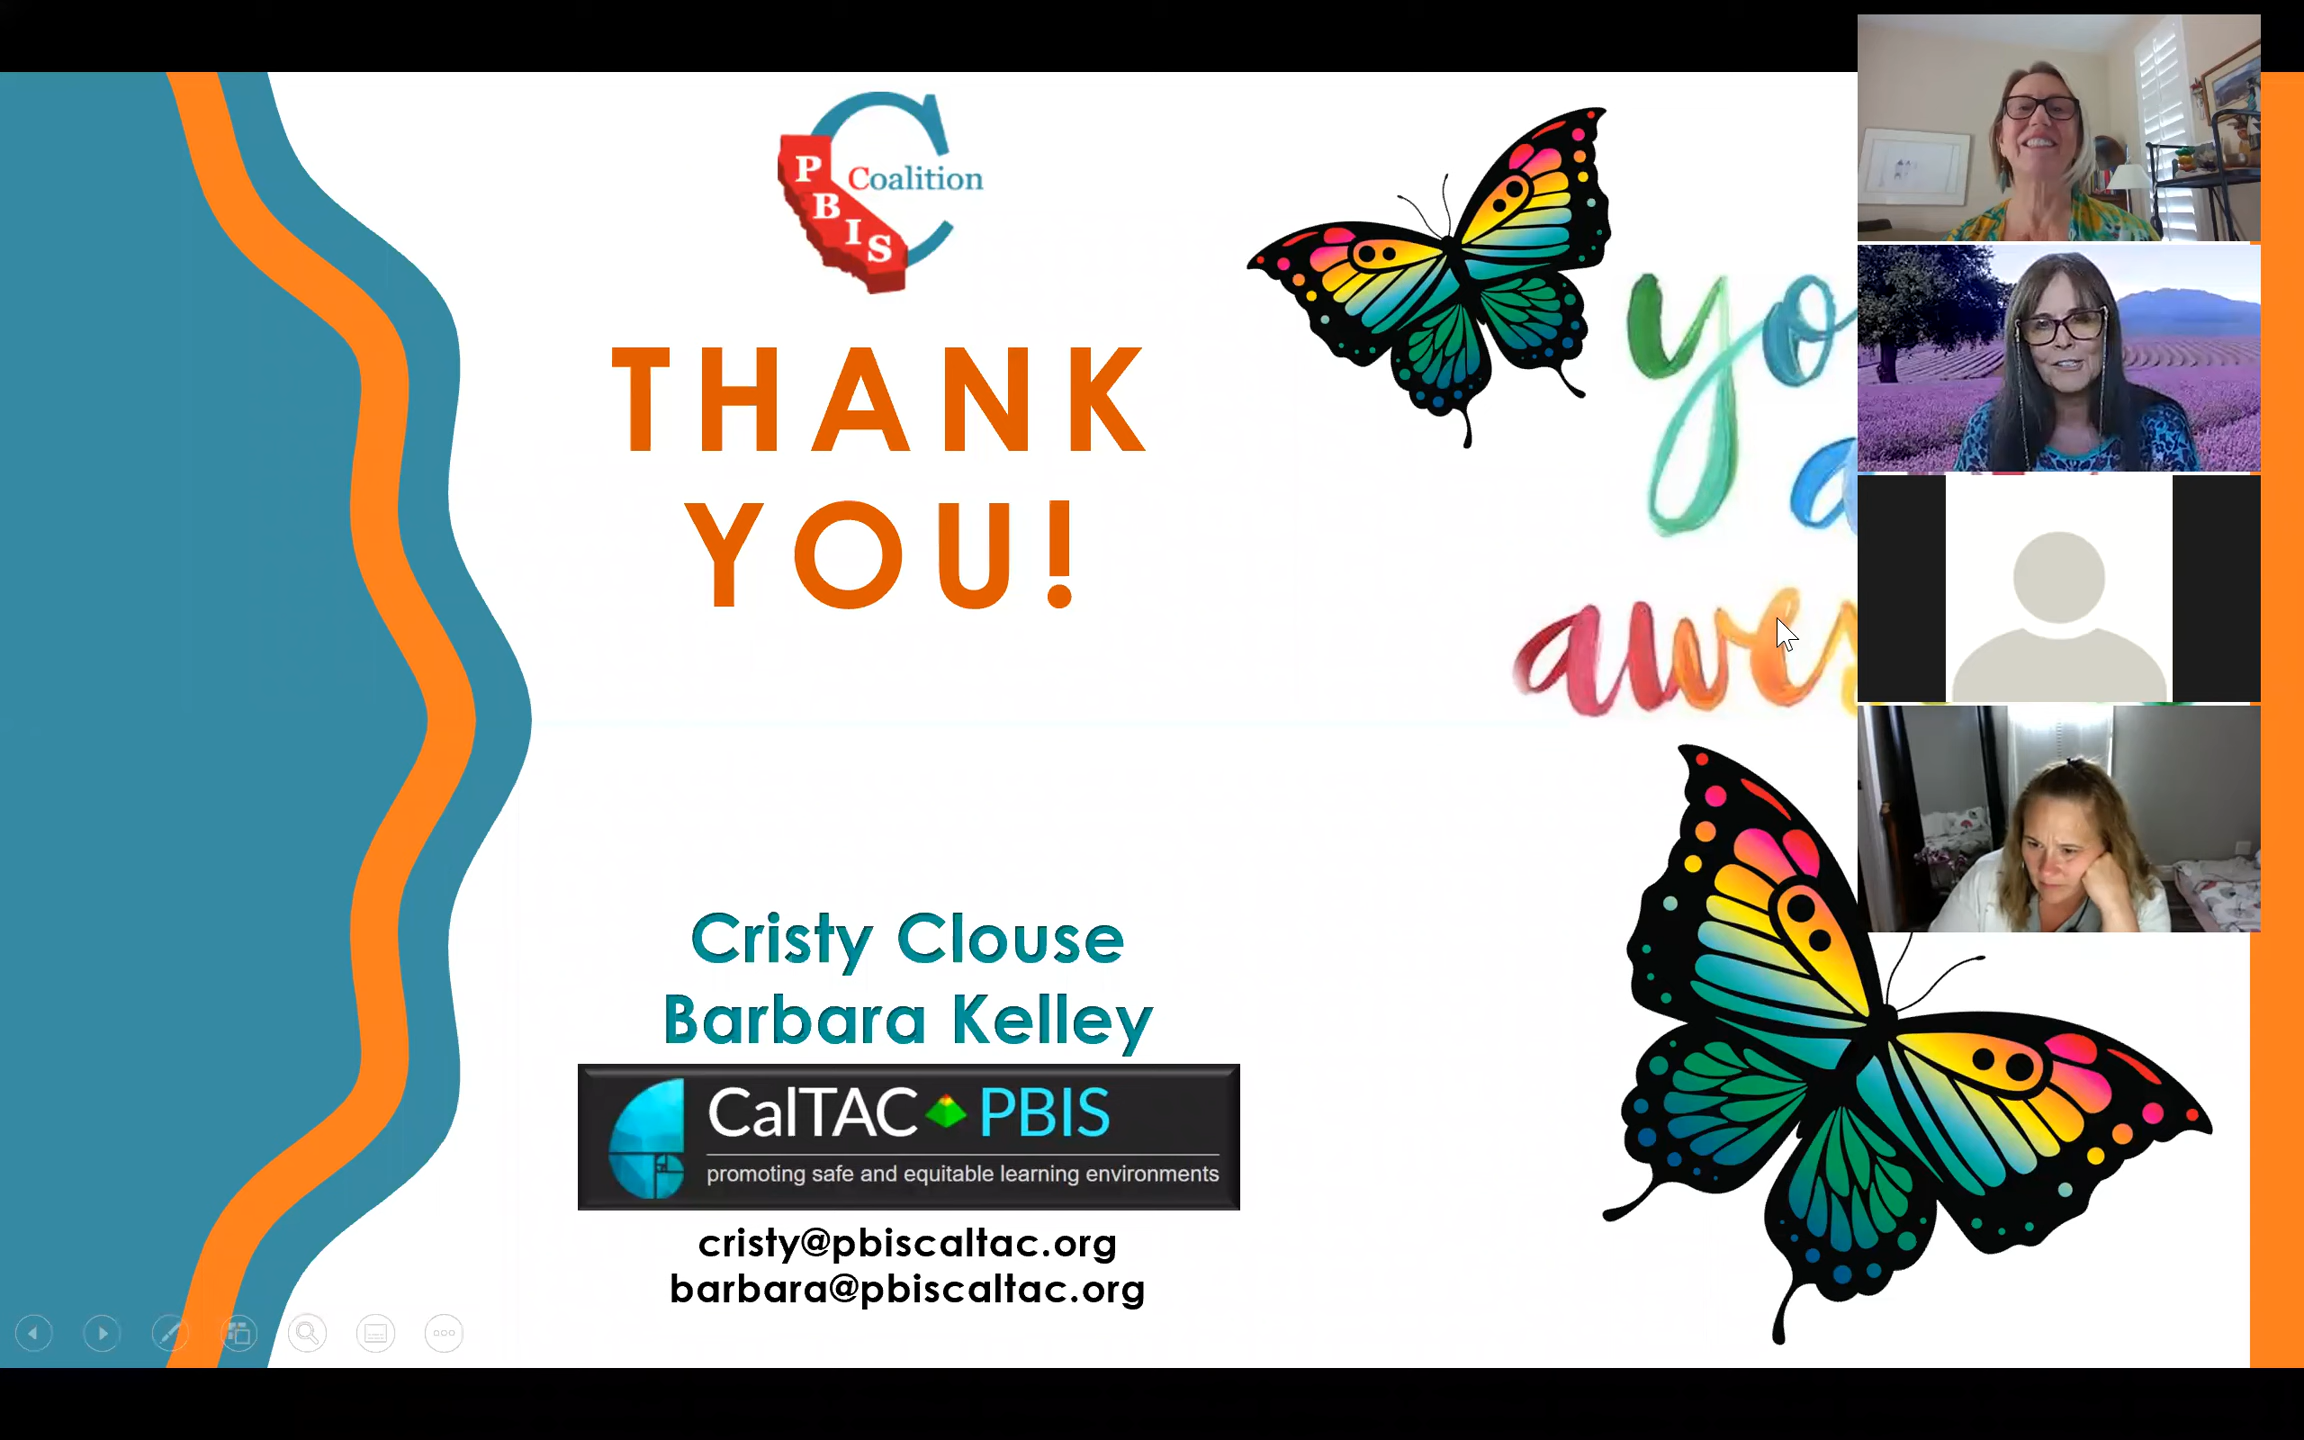 PBIS
Coalition
THANK
YOU!
Cristy Clouse
Barbara Kelley
CalTAC PBIS
promoting safe and equitable learning environments
cristy@pbiscaltac.org
barbara@pbiscaltac.org